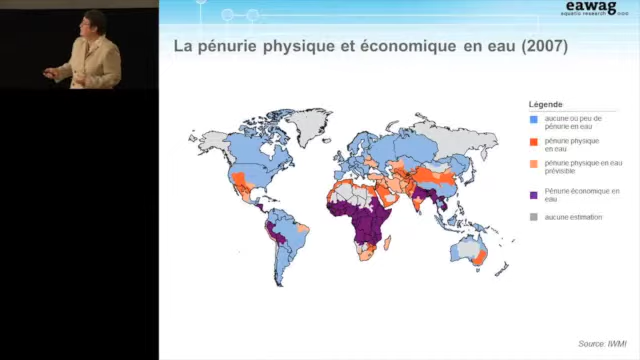 eawag
aquatic research
La pénurie physique et économique en eau (2007)
Légende
aucune ou peu de
pénurie en eau
pénurie physique
en eau
pénurie physique en eau
prévisible
Pénurie économique en
eau
aucune estimation
Source: IWMI